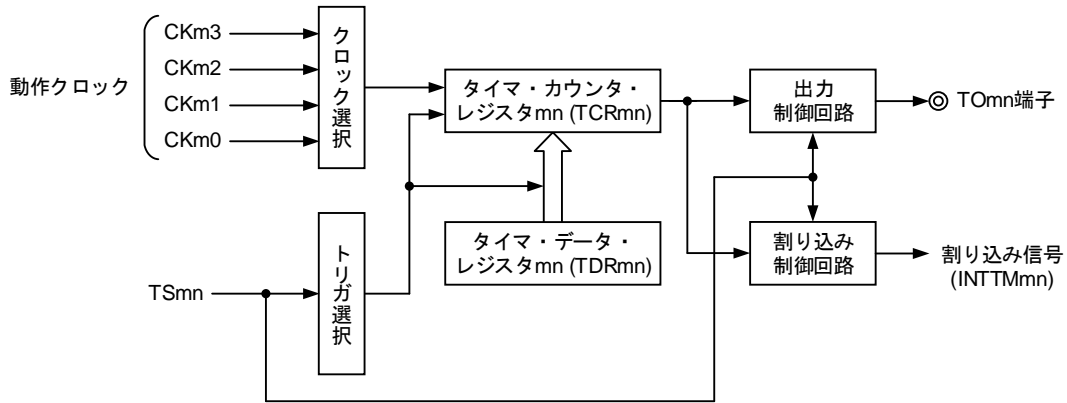 動作クロック
CKm3
CKm2
CKm1
CKm0
クロック選択
タイマ・カウンタ・
レジスタmn (TCRmn)
出力
制御回路
TOmn端子
タイマ・データ・
レジスタmn (TDRmn)
割り込み
制御回路
割り込み信号
(INTTMmn)
TSmn
トリガ選択